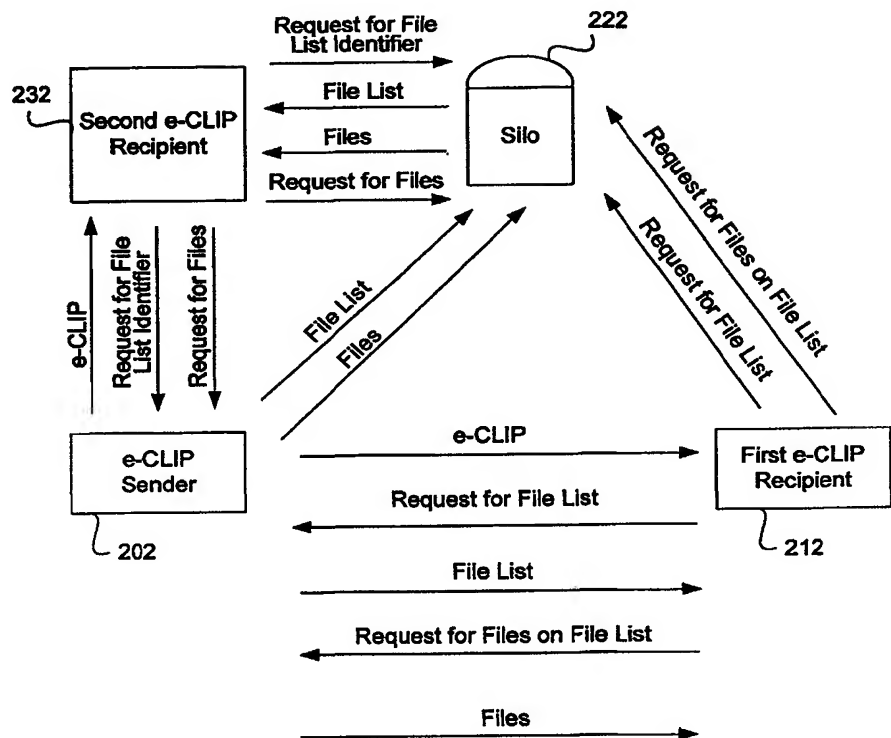 Request for File
List Identifier
222
File List
232
Second e-CLIP
Recipient
Files
Silo
Request for Files
Request for Files on File List
Request for File List
e-CLIP
Request for File
List Identifier
Request for Files
File List
Files
e-CLIP
Sender
e-CLIP
First e-CLIP
Recipient
Request for File List
202
212
File List
Request for Files on File List
Files